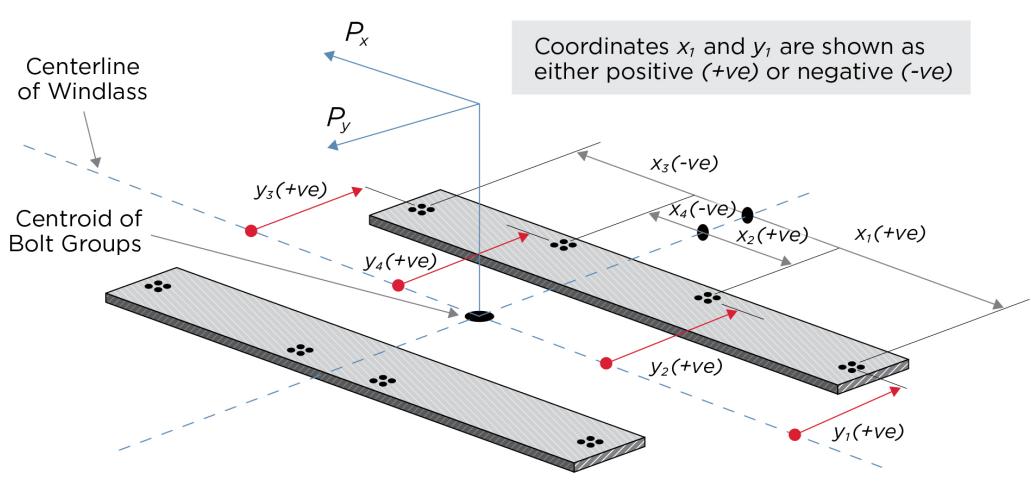 Pₓ
Coordinates x₁ and y₁ are shown as
either positive (+ve) or negative (-ve)
Centerline
of Windlass
Pᵧ
x₃(-ve)
y₃(+ve)
x₄(-ve)
Centroid of
Bolt Groups
x₂(+ve)
x₁(+ve)
y₄(+ve)
y₂(+ve)
y₁(+ve)